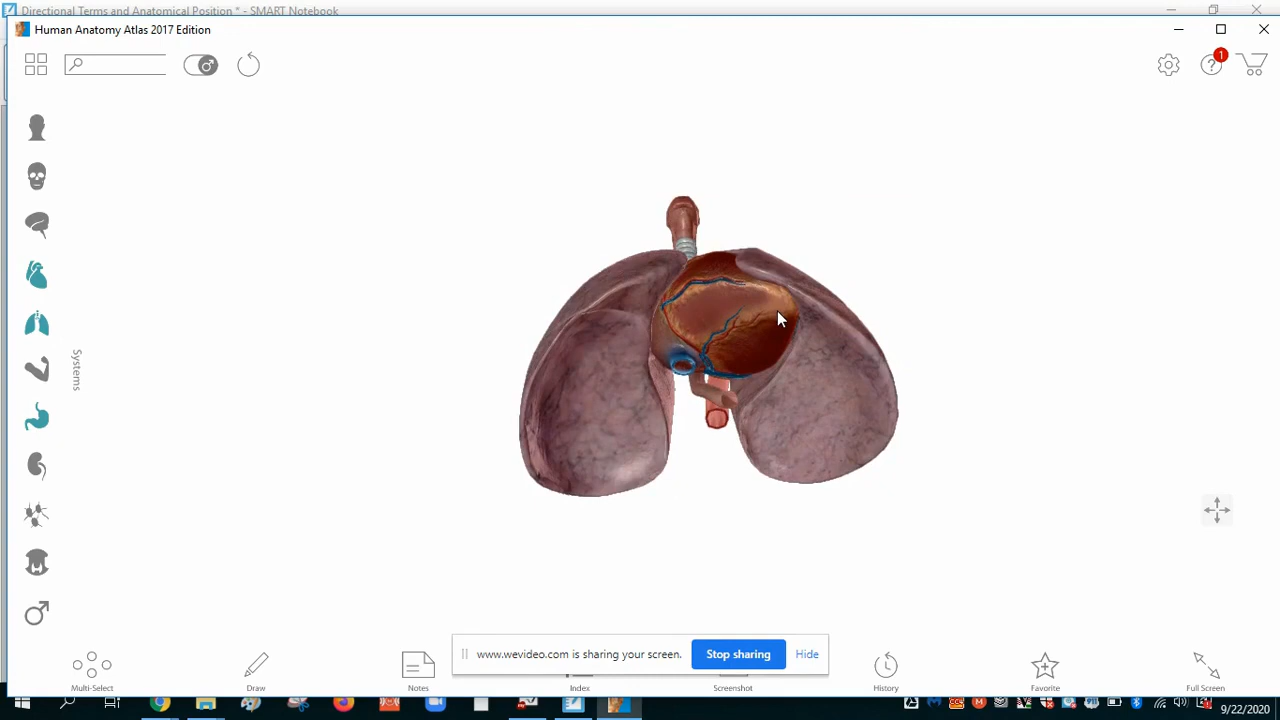 Directional Terms and Anatomical Position * - SMART Notebook
Human Anatomy Atlas 2017 Edition
1
Systems
www.wevideo.com is sharing your screen.
Stop sharing
Hide
Multi-Select
Draw
Notes
Index
Screenshot
History
Favorite
Full Screen
9/22/2020